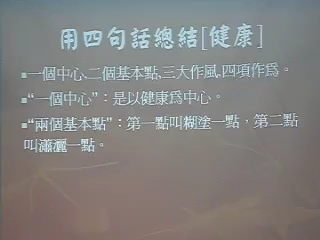 用四句話總結[健康]
▪一個中心、二個基本點,三大作風,四項作爲。
▪“一個中心”：是以健康爲中心。
▪“兩個基本點”：第一點叫糊塗一點，第二點
叫瀟灑一點。